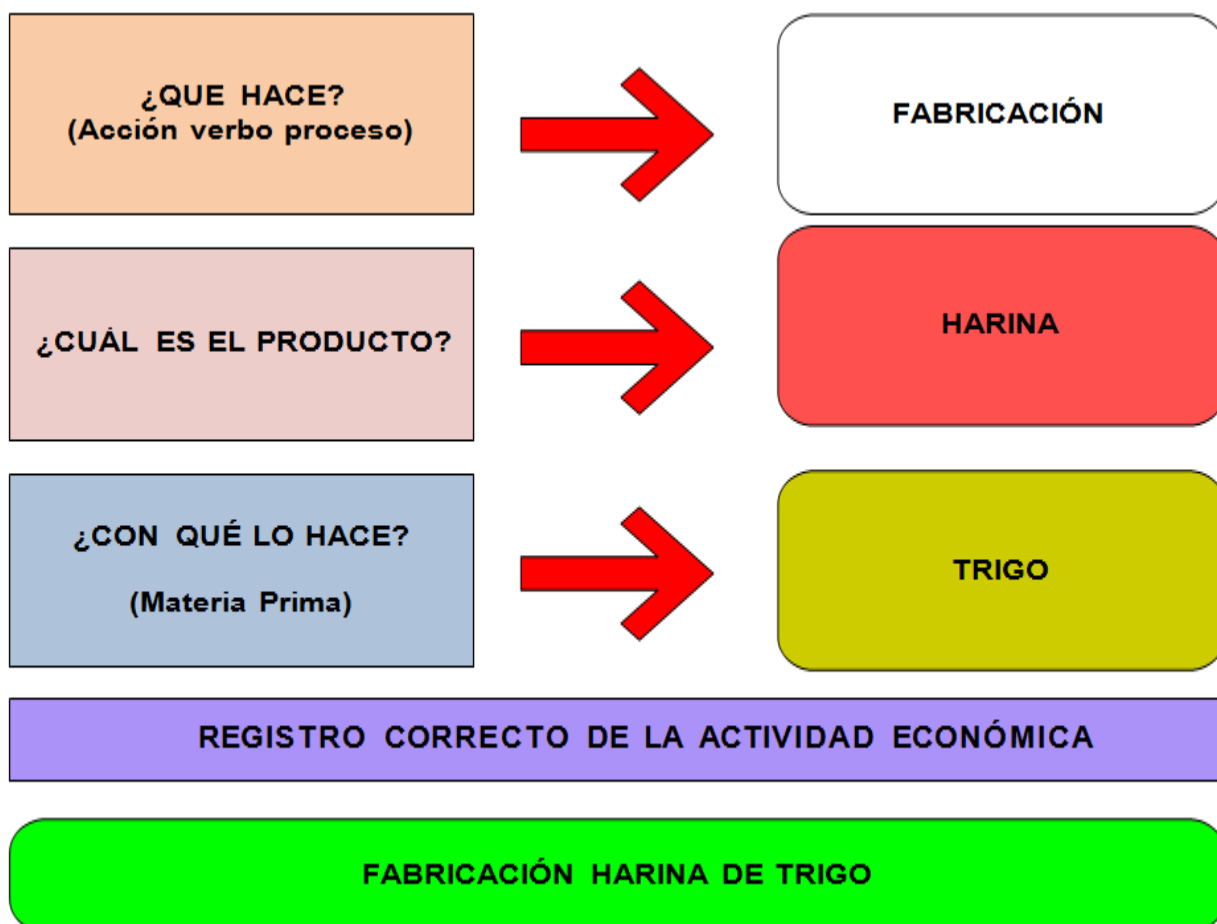 ¿QUE HACE?
(Acción verbo proceso)
FABRICACIÓN
¿CUÁL ES EL PRODUCTO?
HARINA
¿CON QUÉ LO HACE?
(Materia Prima)
TRIGO
REGISTRO CORRECTO DE LA ACTIVIDAD ECONÓMICA
FABRICACIÓN HARINA DE TRIGO